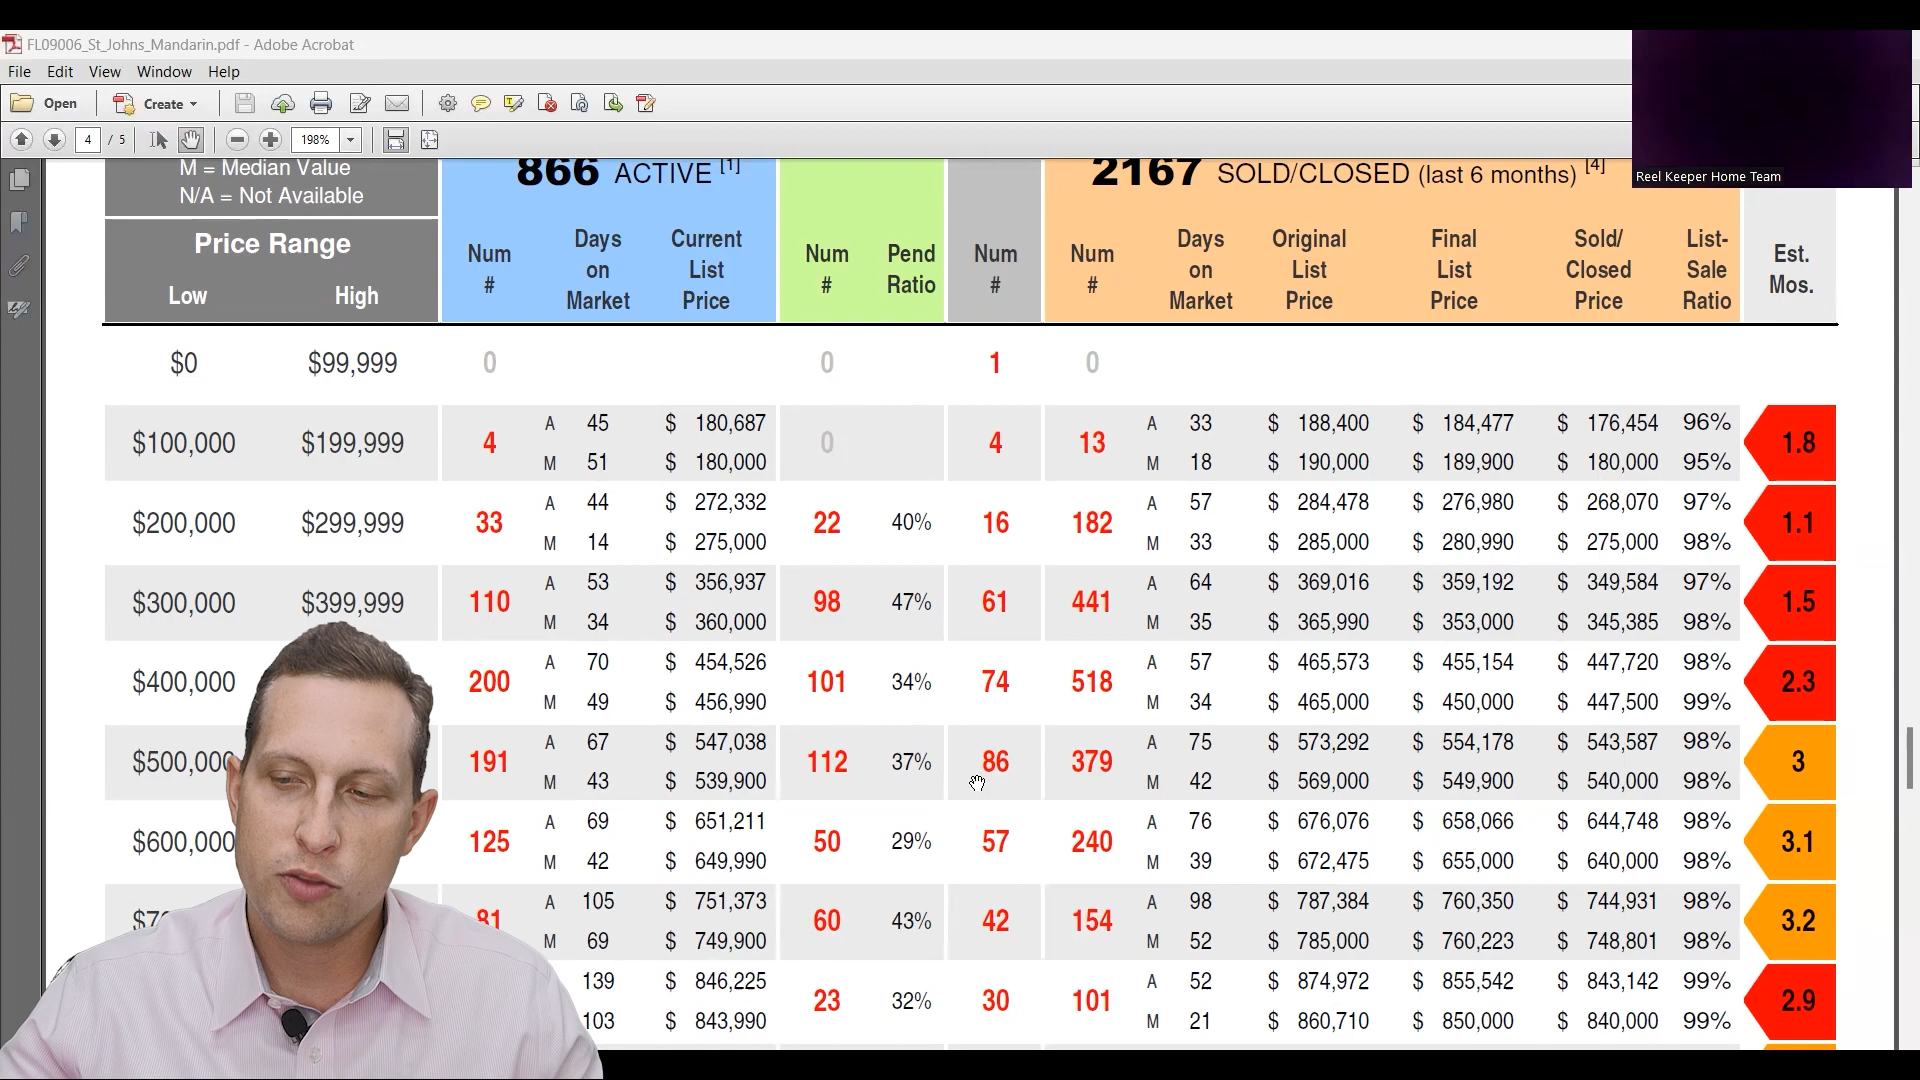 FL09006_St_Johns_Mandarin.pdf - Adobe Acrobat
File Edit View Window Help
Open Create 
4 / 5 198%
Reel Keeper Home Team
M = Median Value
N/A = Not Available
866 ACTIVE [1]
2167 SOLD/CLOSED (last 6 months) [4]
Price Range
Low High
Num #
Days on Market
Current List Price
Num #
Pend Ratio
Num #
Num #
Days on Market
Original List Price
Final List Price
Sold/ Closed Price
List-Sale Ratio
Est. Mos.
$0 $99,999 0 0 1 0
$100,000 $199,999 4 0 4 13 1.8
A 45 $ 180,687 A 33 $ 188,400 $ 184,477 $ 176,454 96%
M 51 $ 180,000 M 18 $ 190,000 $ 189,900 $ 180,000 95%
$200,000 $299,999 33 22 40% 16 182 1.1
A 44 $ 272,332 A 57 $ 284,478 $ 276,980 $ 268,070 97%
M 14 $ 275,000 M 33 $ 285,000 $ 280,990 $ 275,000 98%
$300,000 $399,999 110 98 47% 61 441 1.5
A 53 $ 356,937 A 64 $ 369,016 $ 359,192 $ 349,584 97%
M 34 $ 360,000 M 35 $ 365,990 $ 353,000 $ 345,385 98%
$400,000 200 101 34% 74 518 2.3
A 70 $ 454,526 A 57 $ 465,573 $ 455,154 $ 447,720 98%
M 49 $ 456,990 M 34 $ 465,000 $ 450,000 $ 447,500 99%
$500,000 191 112 37% 86 379 3
A 67 $ 547,038 A 75 $ 573,292 $ 554,178 $ 543,587 98%
M 43 $ 539,900 M 42 $ 569,000 $ 549,900 $ 540,000 98%
$600,000 125 50 29% 57 240 3.1
A 69 $ 651,211 A 76 $ 676,076 $ 658,066 $ 644,748 98%
M 42 $ 649,990 M 39 $ 672,475 $ 655,000 $ 640,000 98%
81 60 43% 42 154 3.2
A 105 $ 751,373 A 98 $ 787,384 $ 760,350 $ 744,931 98%
M 69 $ 749,900 M 52 $ 785,000 $ 760,223 $ 748,801 98%
23 32% 30 101 2.9
139 $ 846,225 A 52 $ 874,972 $ 855,542 $ 843,142 99%
103 $ 843,990 M 21 $ 860,710 $ 850,000 $ 840,000 99%